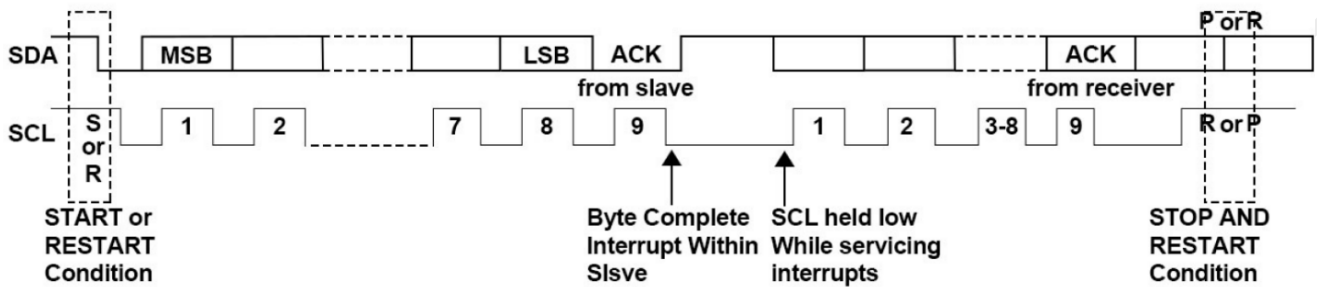 P or R
SDA MSB LSB ACK ACK
from slave from receiver
SCL S or R 1 2 7 8 9 1 2 3-8 9 R or P
START or
RESTART
Condition
Byte Complete
Interrupt Within
Slsve
SCL held low
While servicing
interrupts
STOP AND
RESTART
Condition